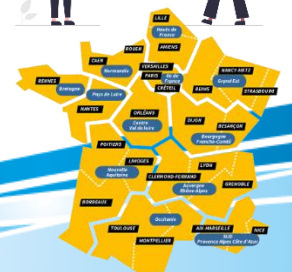 LILLE
Hauts de
France
ROUEN
AMIENS
CAEN
Normandie
VERSAILLES
PARIS
Ile de
France
CRÉTEIL
REIMS
NANCY-METZ
Grand Est
STRASBOURG
RENNES
Bretagne
Pays de Loire
NANTES
ORLÉANS
Centre
Val de loire
DIJON
BESANÇON
Bourgogne
Franche-Comté
POITIERS
LIMOGES
Nouvelle
Aquitaine
CLERMONT-FERRAND
LYON
Auvergne
Rhône-Alpes
GRENOBLE
BORDEAUX
Occitanie
TOULOUSE
MONTPELLIER
AIX-MARSEILLE
NICE
SUD
Provence-Alpes Côte d'Azur